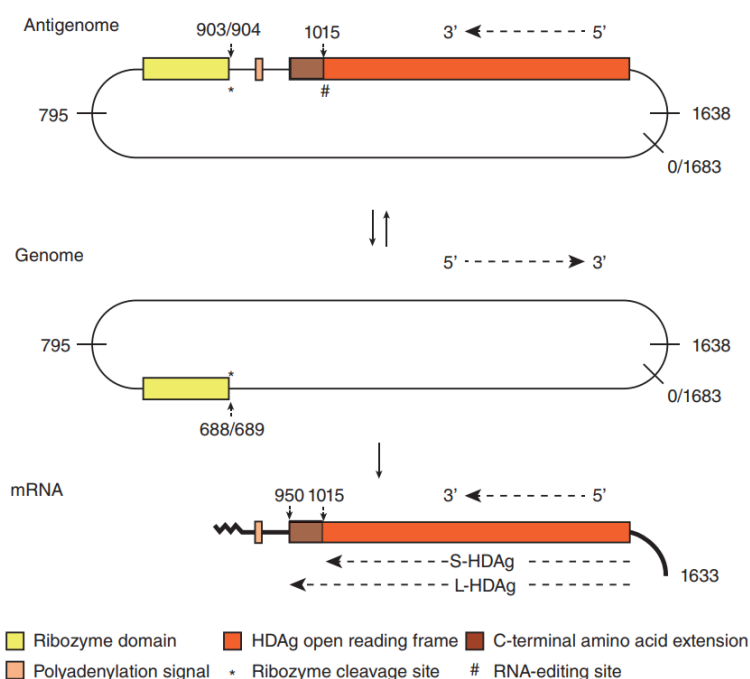 Antigenome
903/904
1015
3’
5’
*
#
795
1638
0/1683
Genome
5’
3’
795
1638
*
0/1683
688/689
mRNA
950
1015
3’
5’
S-HDAg
L-HDAg
1633
Ribozyme domain
HDAg open reading frame
C-terminal amino acid extension
Polyadenylation signal
* Ribozyme cleavage site
# RNA-editing site